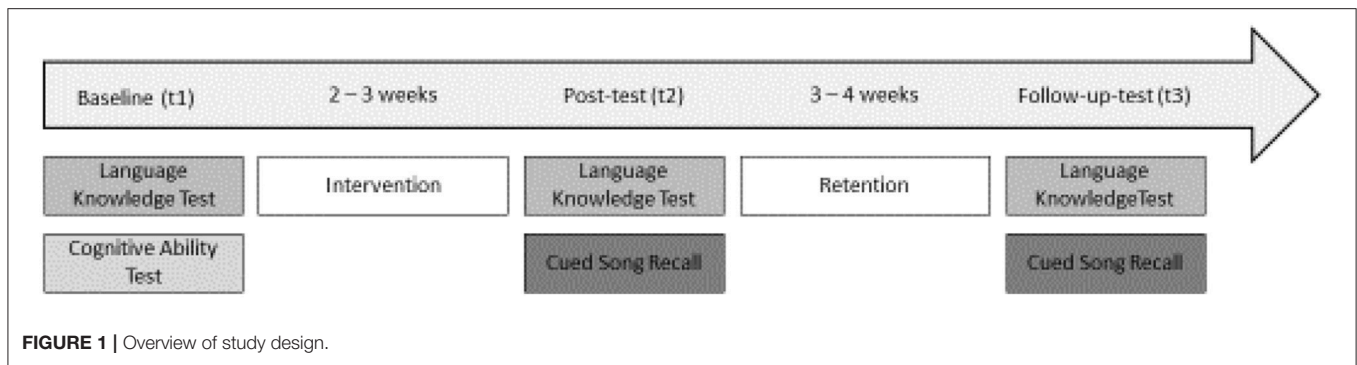 Baseline (t1)
2 – 3 weeks
Post-test (t2)
3 – 4 weeks
Follow-up-test (t3)
Language
Knowledge Test
Intervention
Language
Knowledge Test
Retention
Language
KnowledgeTest
Cognitive Ability
Test
Cued Song Recall
Cued Song Recall
FIGURE 1 | Overview of study design.